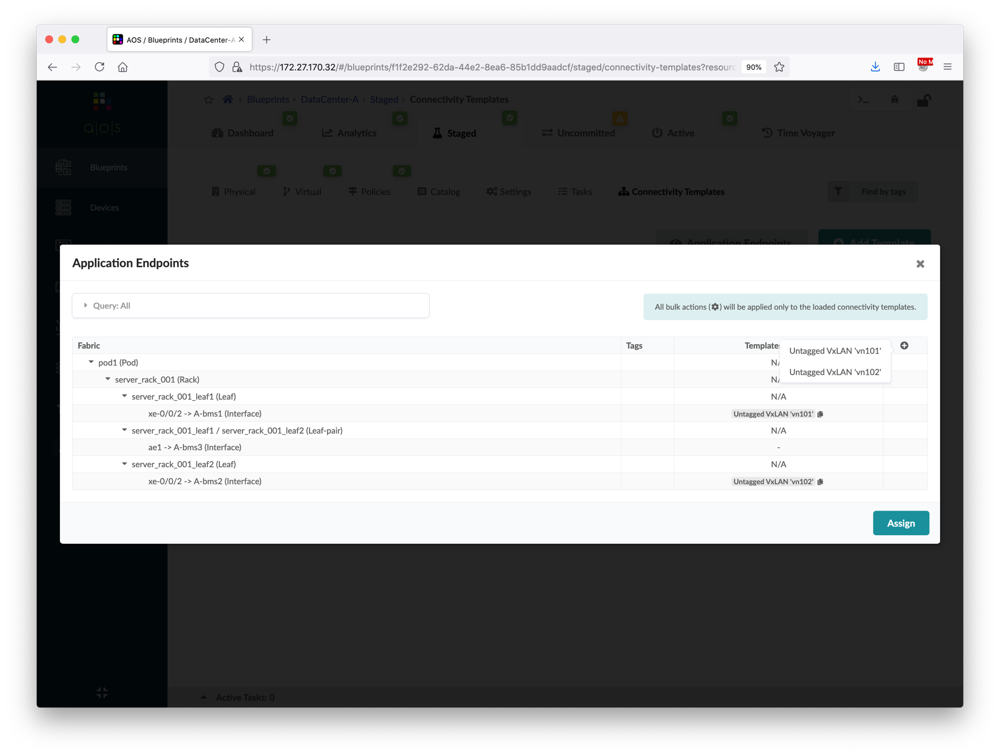 AOS / Blueprints / DataCenter-A
https://172.27.170.32/#/blueprints/f1f2e292-62da-44e2-8ea6-85b1dd9aadcf/staged/connectivity-templates?resourc
90%
No M
a|o|s
Blueprints DataCenter-A Staged Connectivity Templates
Dashboard Analytics Staged Uncommitted Active Time Voyager
Blueprints
Physical Virtual Policies Catalog Settings Tasks Connectivity Templates Find by tags
Devices
Application Endpoints Add Template
Application Endpoints
Query: All
All bulk actions ( ) will be applied only to the loaded connectivity templates.
Fabric Tags Templates
Untagged VxLAN 'vn101'
Untagged VxLAN 'vn102'
pod1 (Pod) N/
server_rack_001 (Rack) N/
server_rack_001_leaf1 (Leaf) N/A
xe-0/0/2 -> A-bms1 (Interface) Untagged VxLAN 'vn101'
server_rack_001_leaf1 / server_rack_001_leaf2 (Leaf-pair) N/A
ae1 -> A-bms3 (Interface) -
server_rack_001_leaf2 (Leaf) N/A
xe-0/0/2 -> A-bms2 (Interface) Untagged VxLAN 'vn102'
Assign
Active Tasks: 0